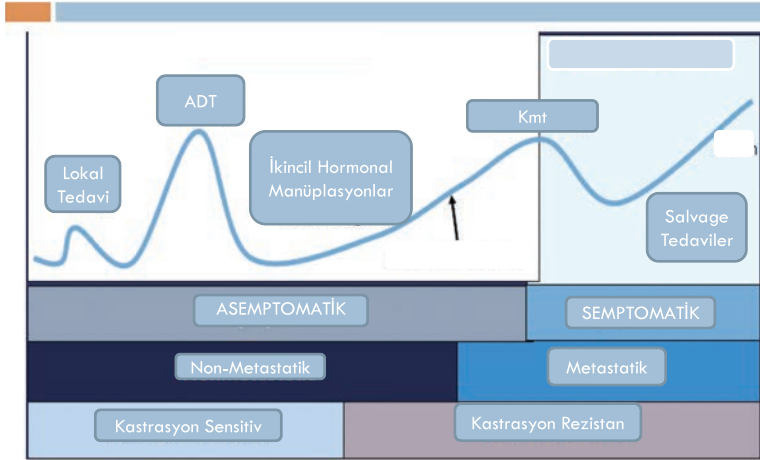 ADT
Kmt
Lokal
Tedavi
İkincil Hormonal
Manüplasyonlar
Salvage
Tedaviler
ASEMPTOMATİK
SEMPTOMATİK
Non-Metastatik
Metastatik
Kastrasyon Sensitiv
Kastrasyon Rezistan